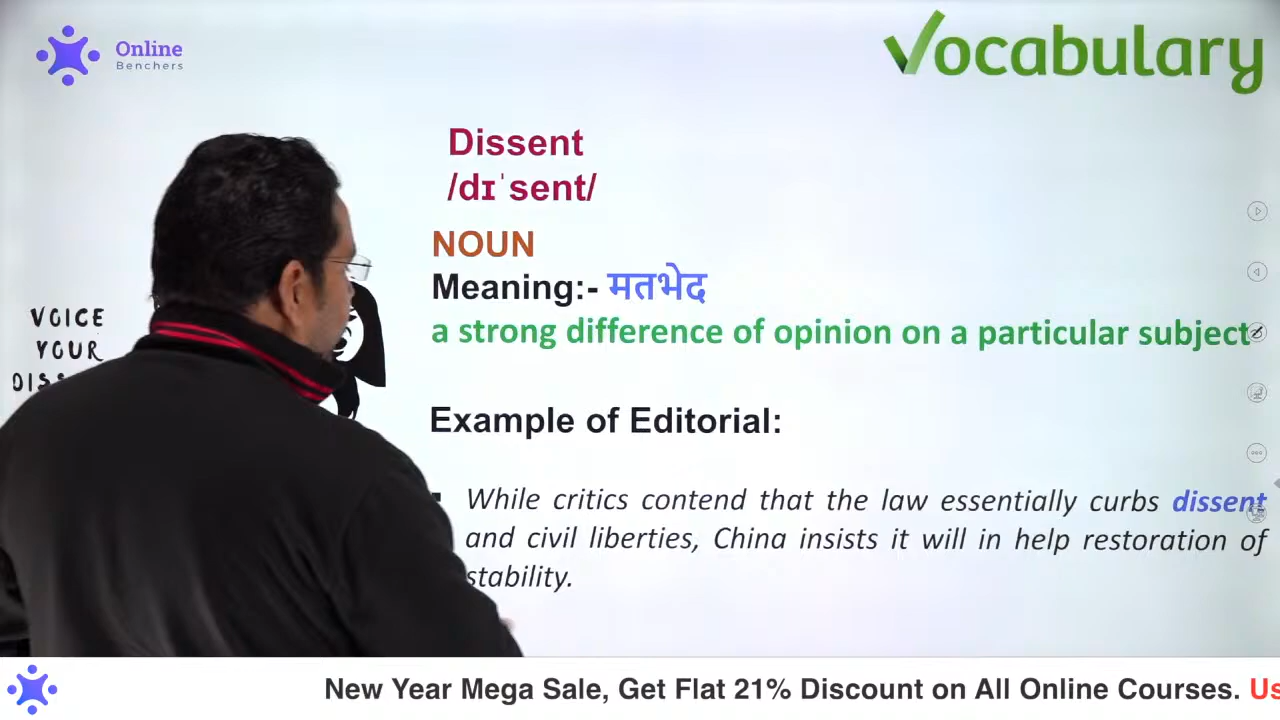 Online
Benchers
Vocabulary
Dissent
/dɪˈsent/
NOUN
Meaning:- मतभेद
a strong difference of opinion on a particular subject
VOICE
YOUR
Example of Editorial:
While critics contend that the law essentially curbs dissent
and civil liberties, China insists it will in help restoration of
stability.
New Year Mega Sale, Get Flat 21% Discount on All Online Courses. Us